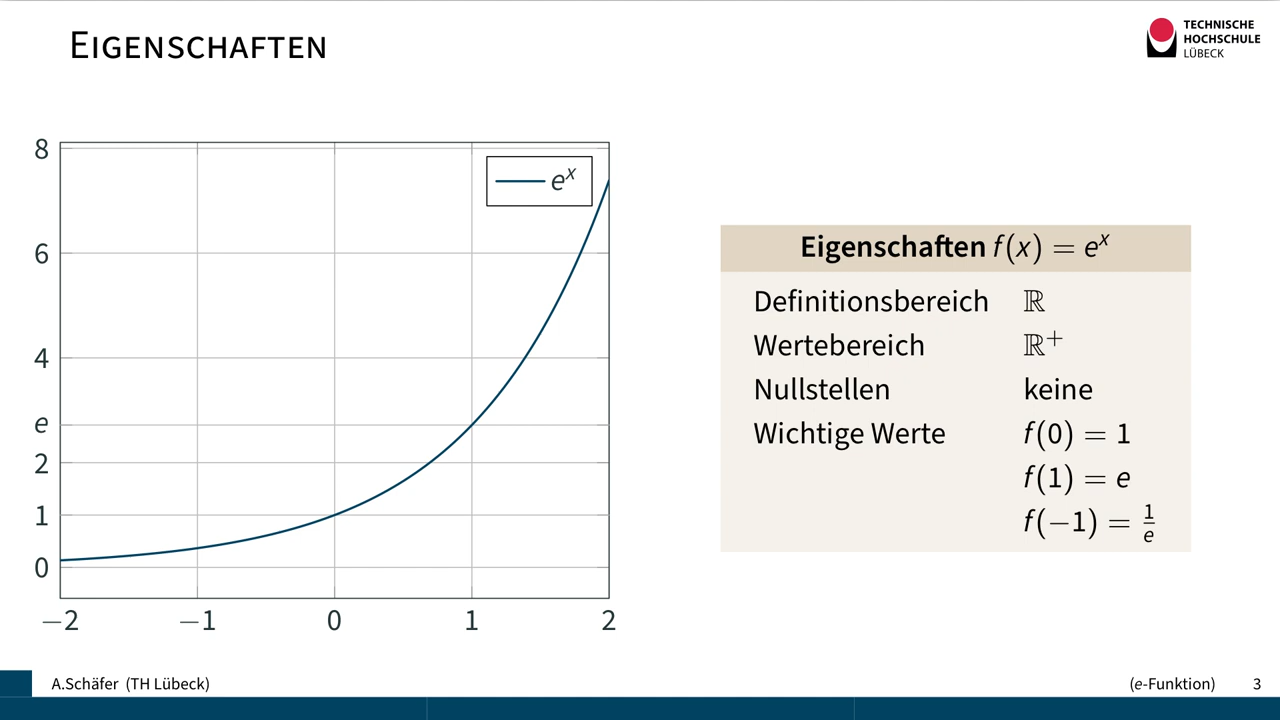 EIGENSCHAFTEN
TECHNISCHE
HOCHSCHULE
LÜBECK
8
6
4
e
2
1
0
−2 −1 0 1 2
e^x
Eigenschaften f(x) = e^x
Definitionsbereich ℝ
Wertebereich ℝ^+
Nullstellen keine
Wichtige Werte f(0) = 1
f(1) = e
f(−1) = 1/e
A.Schäfer (TH Lübeck) (e-Funktion) 3